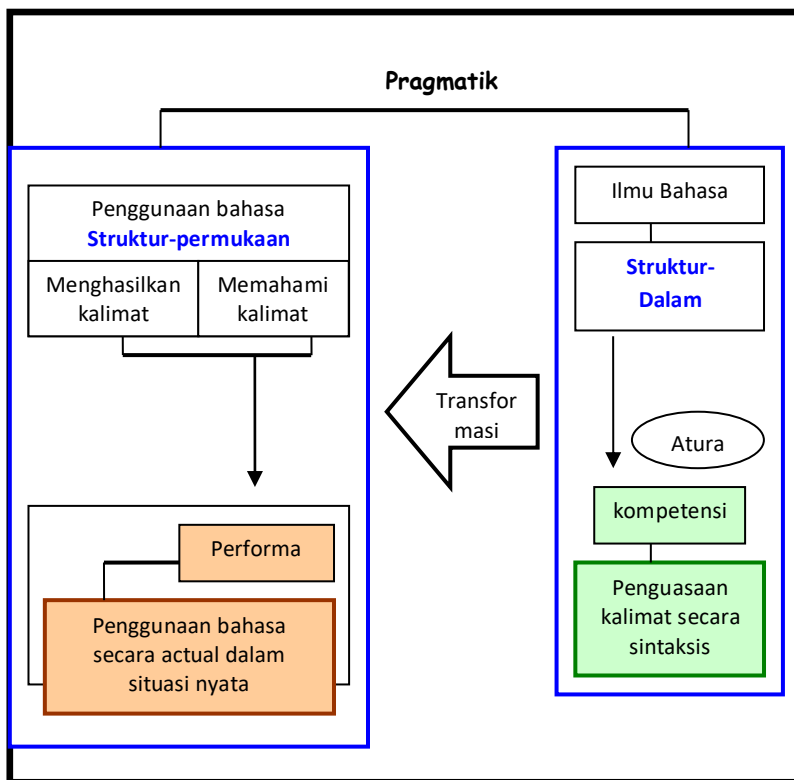 Pragmatik
Penggunaan bahasa
Struktur-permukaan
Menghasilkan
kalimat
Memahami
kalimat
Performa
Penggunaan bahasa
secara actual dalam
situasi nyata
Transfor
masi
Ilmu Bahasa
Struktur-
Dalam
Atura
kompetensi
Penguasaan
kalimat secara
sintaksis